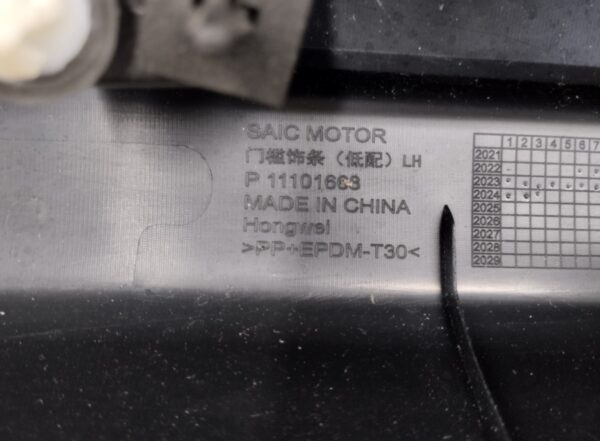 SAIC MOTOR
门槛饰条（低配）LH
P 11101668
MADE IN CHINA
Hongwei
>PP+EPDM-T30<
1 2 3 4 5 6 7
2021
2022
2023
2024
2025
2026
2027
2028
2029